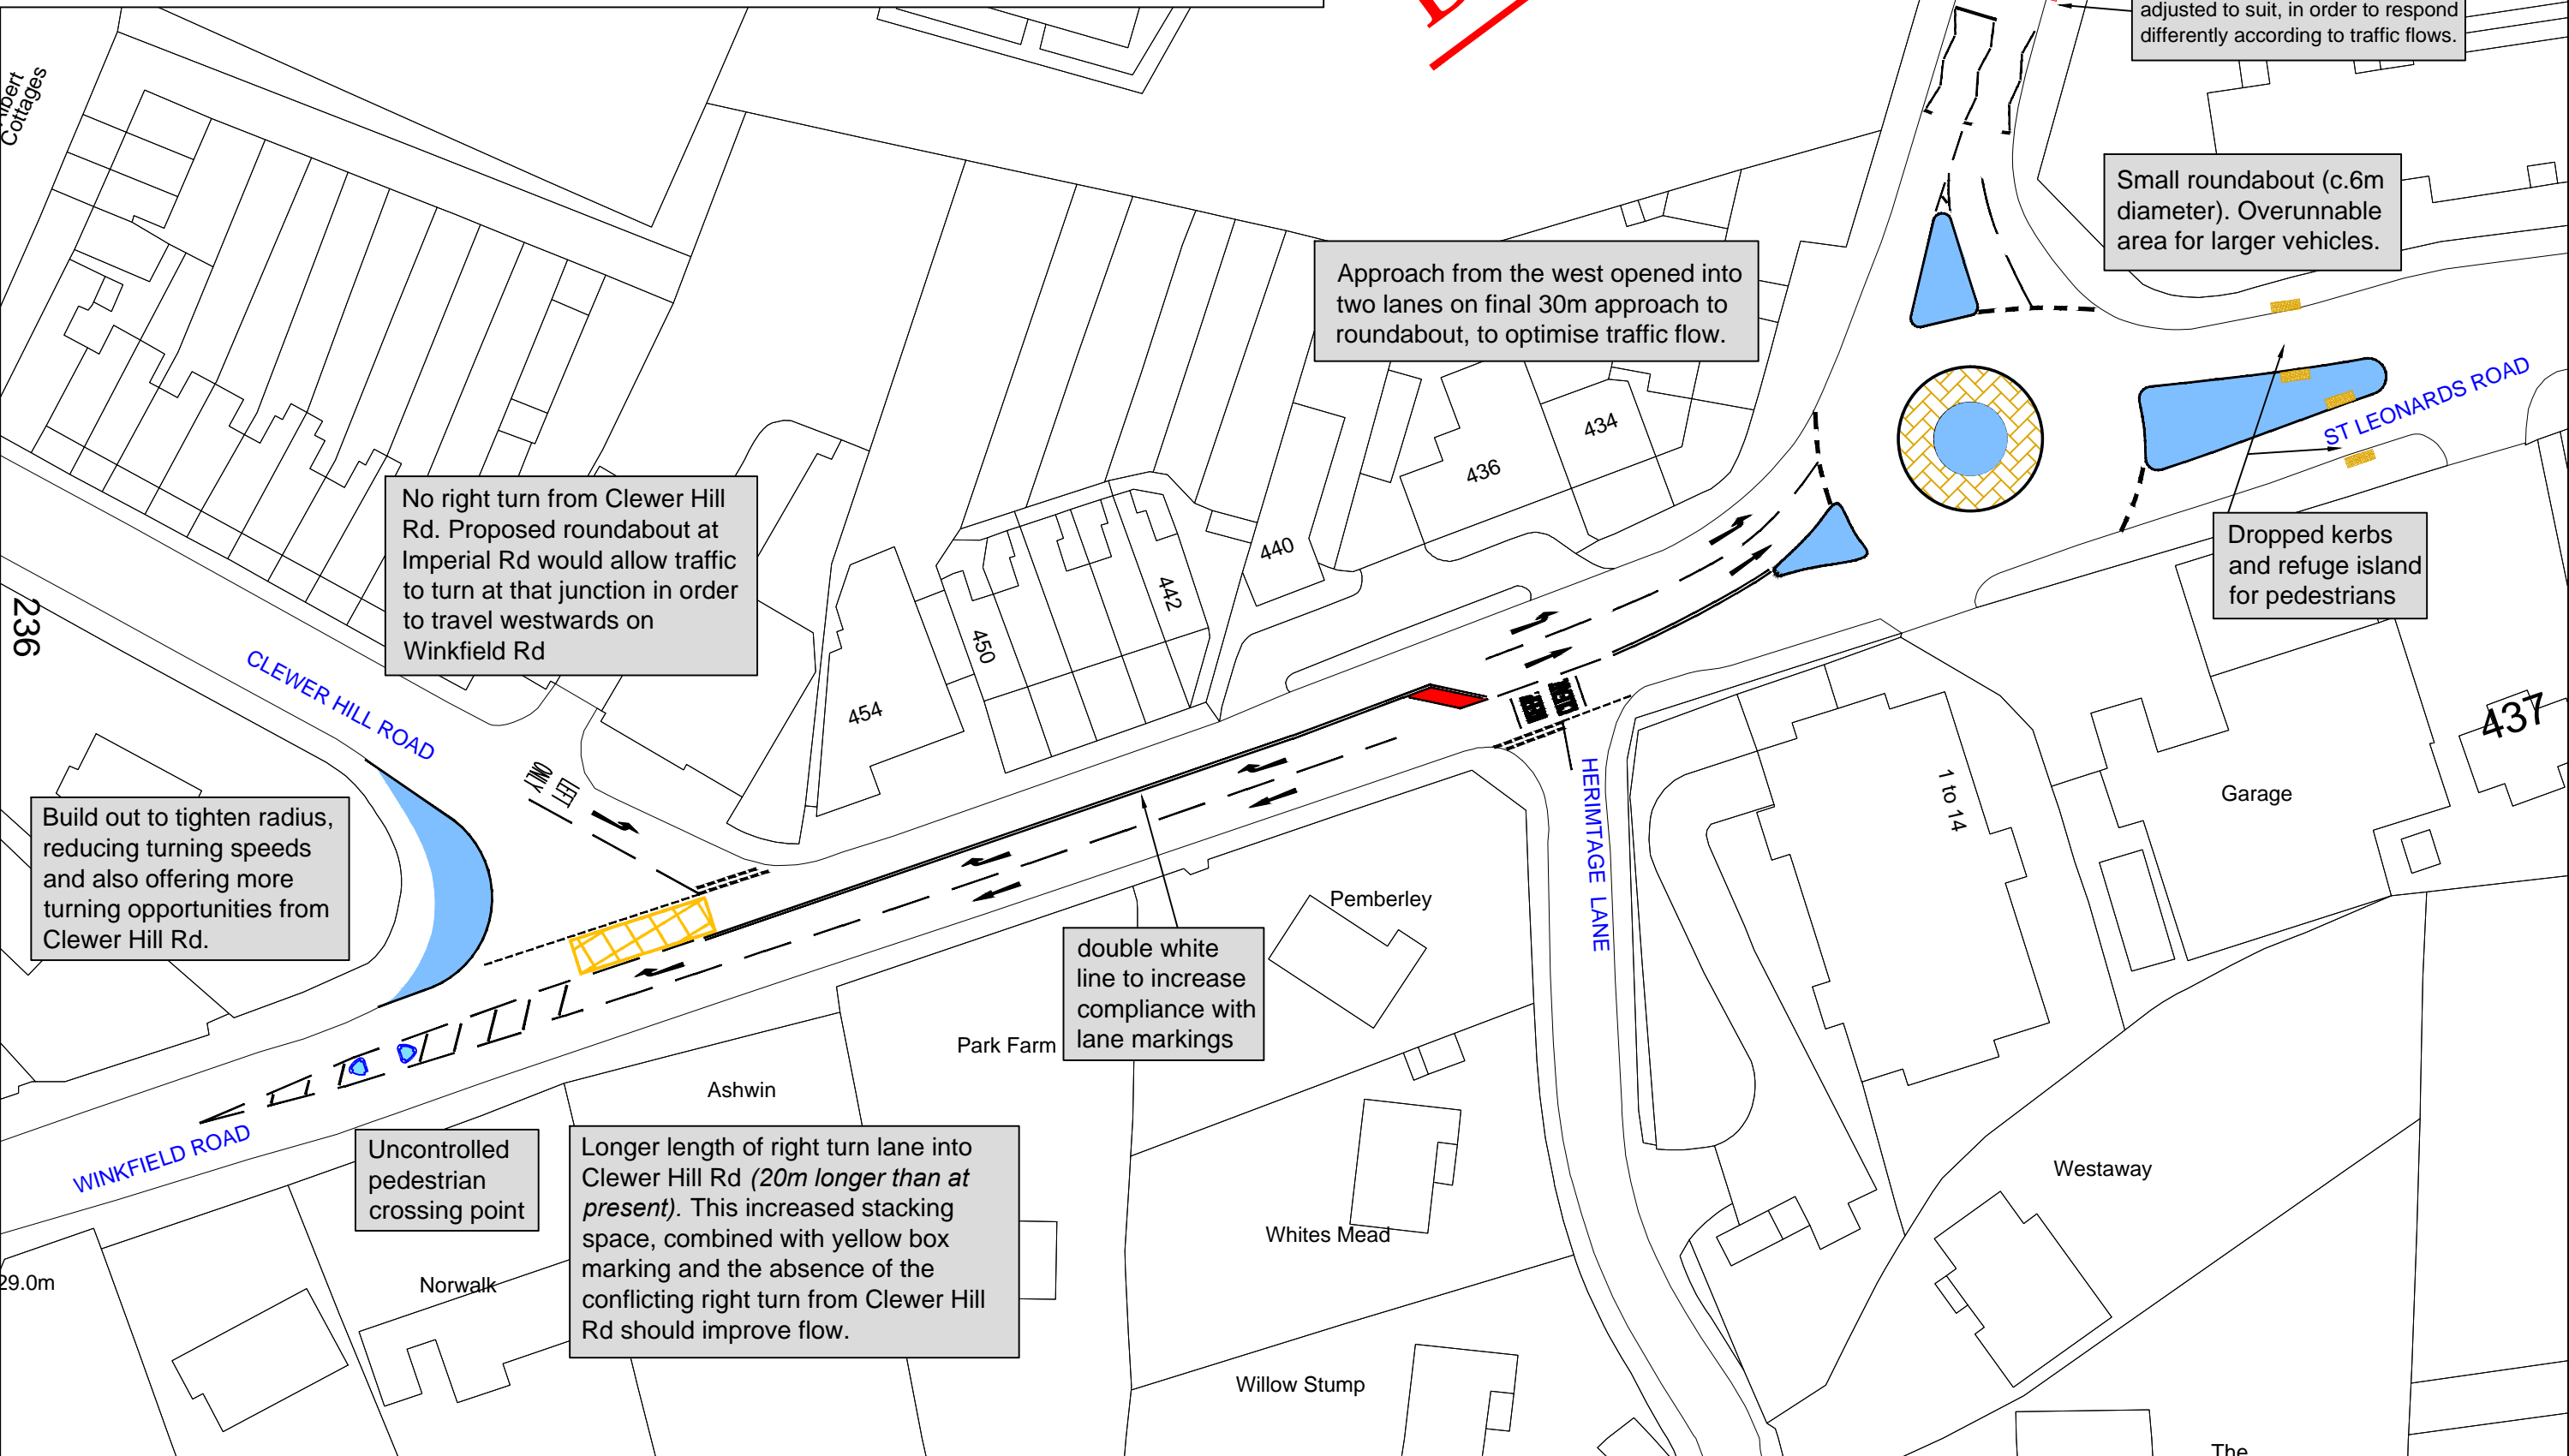 adjusted to suit, in order to respond
differently according to traffic flows.
Cottages
Small roundabout (c.6m
diameter). Overunnable
area for larger vehicles.
Approach from the west opened into
two lanes on final 30m approach to
roundabout, to optimise traffic flow.
ST LEONARDS ROAD
434
436
440
442
450
454
No right turn from Clewer Hill
Rd. Proposed roundabout at
Imperial Rd would allow traffic
to turn at that junction in order
to travel westwards on
Winkfield Rd
Dropped kerbs
and refuge island
for pedestrians
236
CLEWER HILL ROAD
LEFT
ONLY
KEEP
CLEAR
437
HERIMTAGE LANE
1 to 14
Garage
Build out to tighten radius,
reducing turning speeds
and also offering more
turning opportunities from
Clewer Hill Rd.
Pemberley
double white
line to increase
compliance with
lane markings
Park Farm
Ashwin
WINKFIELD ROAD
Uncontrolled
pedestrian
crossing point
Longer length of right turn lane into
Clewer Hill Rd (20m longer than at
present). This increased stacking
space, combined with yellow box
marking and the absence of the
conflicting right turn from Clewer Hill
Rd should improve flow.
Westaway
Whites Mead
29.0m
Norwalk
Willow Stump
The